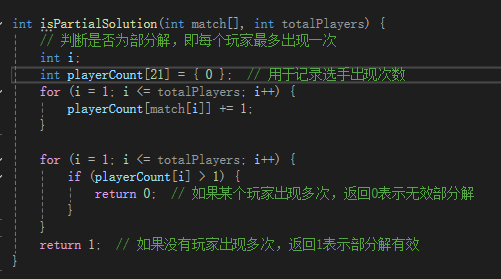 int isPartialSolution(int match[], int totalPlayers) {
// 判断是否为部分解，即每个玩家最多出现一次
int i;
int playerCount[21] = { 0 }; // 用于记录选手出现次数
for (i = 1; i <= totalPlayers; i++) {
playerCount[match[i]] += 1;
}
for (i = 1; i <= totalPlayers; i++) {
if (playerCount[i] > 1) {
return 0; // 如果某个玩家出现多次，返回0表示无效部分解
}
}
return 1; // 如果没有玩家出现多次，返回1表示部分解有效
}